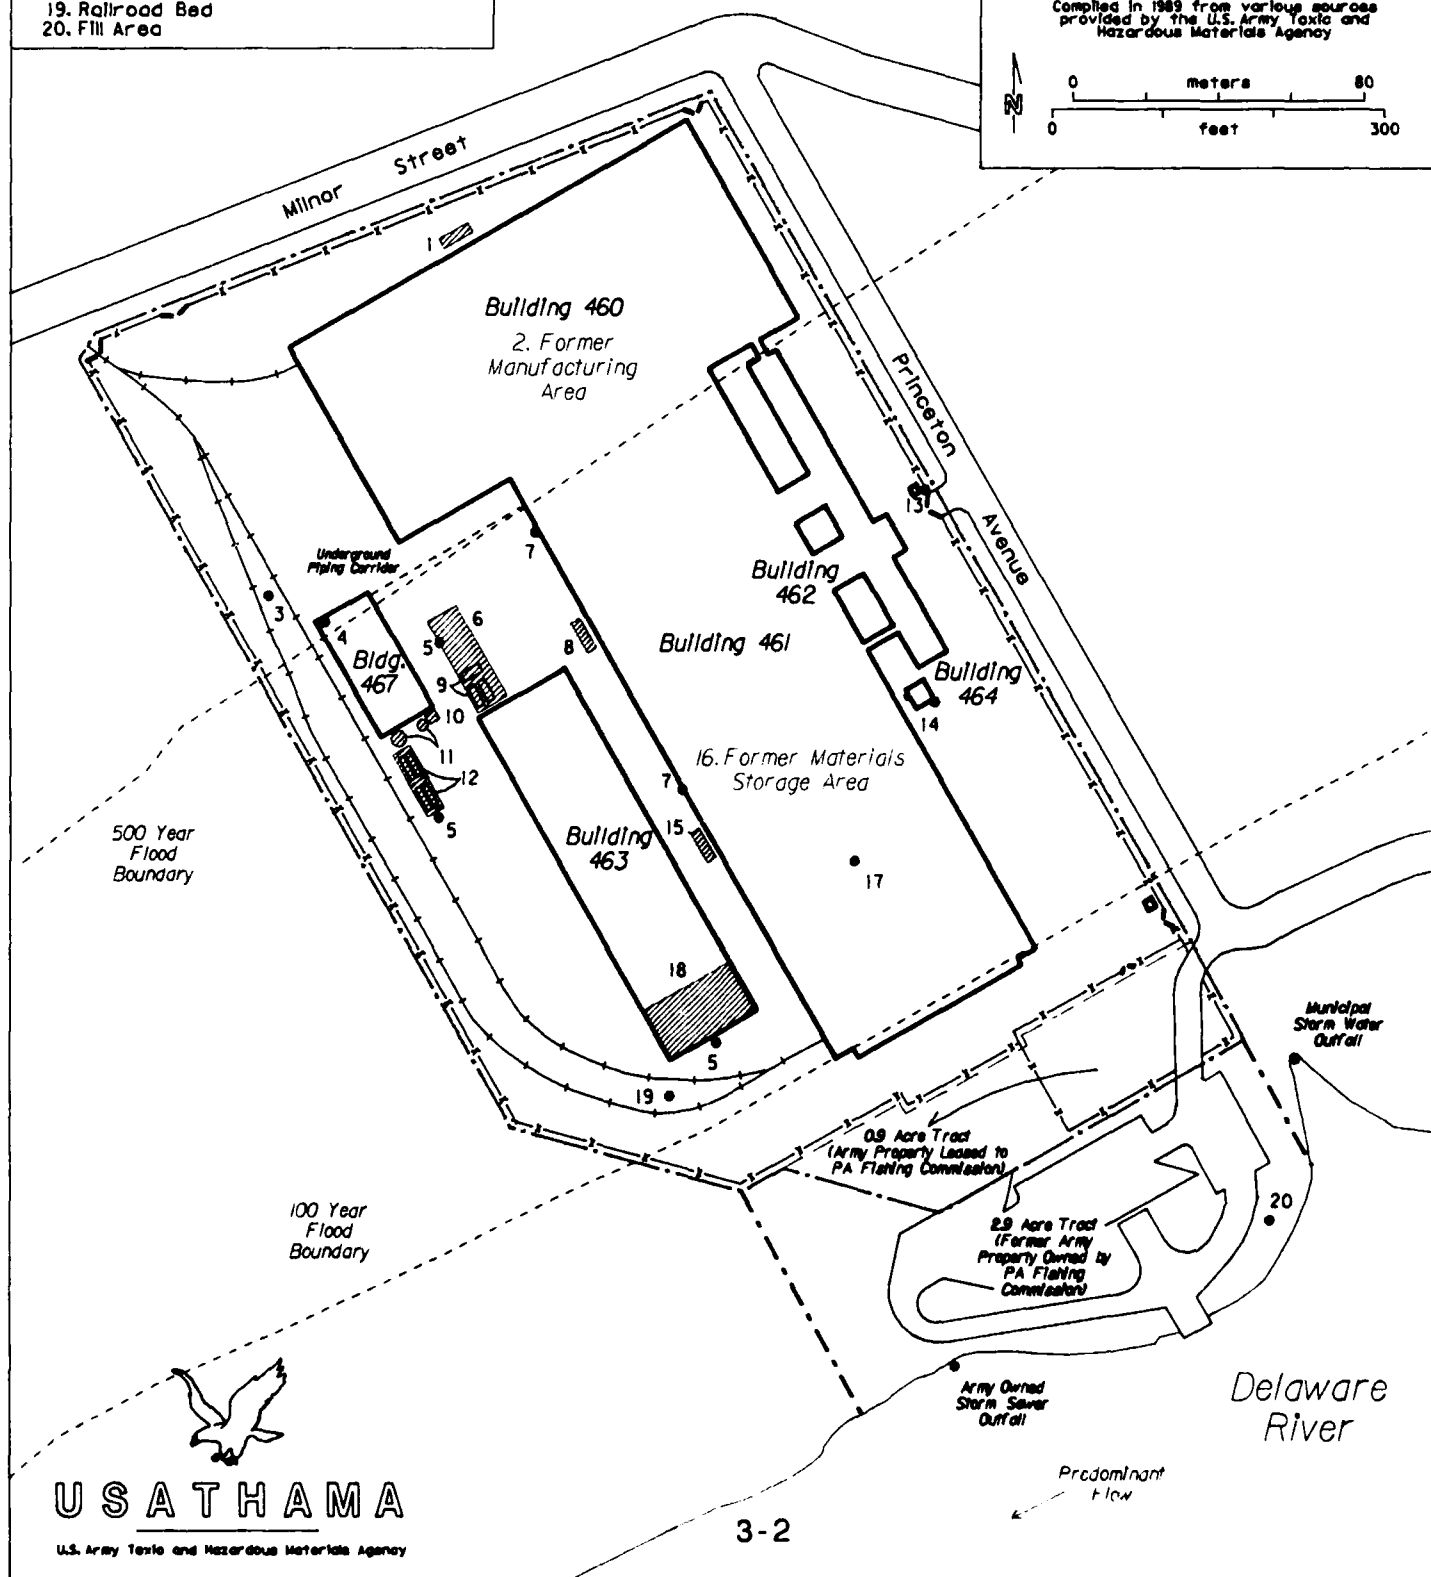 19. Railroad Bed
20. Fill Area
Compiled in 1989 from various sources
provided by the U.S. Army Toxic and
Hazardous Materials Agency
N
0 meters 80
0 feet 300
Milnor Street
1
Building 460
2. Former
Manufacturing
Area
Princeton
Avenue
13
7
Underground
Piping Corridor
3
4
Bldg.
467
5
6
8
9
10
11
12
5
Building
462
Building 461
Building
464
14
16. Former Materials
Storage Area
7
15
17
Building
463
18
5
19
500 Year
Flood
Boundary
100 Year
Flood
Boundary
Municipal
Storm Water
Outfall
0.9 Acre Tract
(Army Property Leased to
PA Fishing Commission)
2.9 Acre Tract
(Former Army
Property Owned by
PA Fishing
Commission)
20
Army Owned
Storm Sewer
Outfall
Delaware
River
Predominant
Flow
USATHAMA
U.S. Army Toxic and Hazardous Materials Agency
3-2